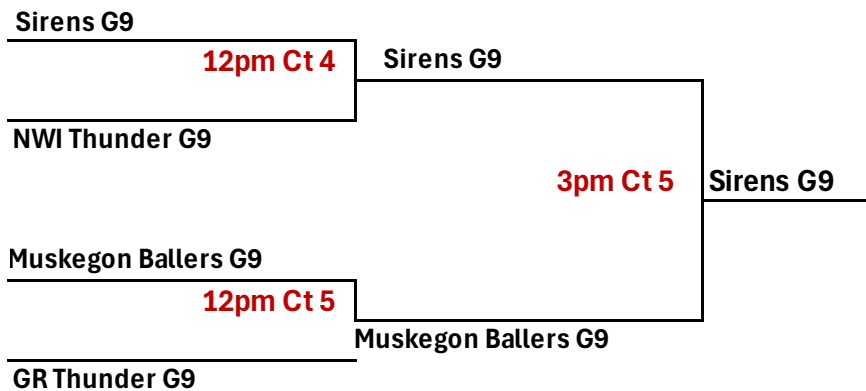 Sirens G9
12pm Ct 4
Sirens G9
NWI Thunder G9
3pm Ct 5
Sirens G9
Muskegon Ballers G9
12pm Ct 5
Muskegon Ballers G9
GR Thunder G9